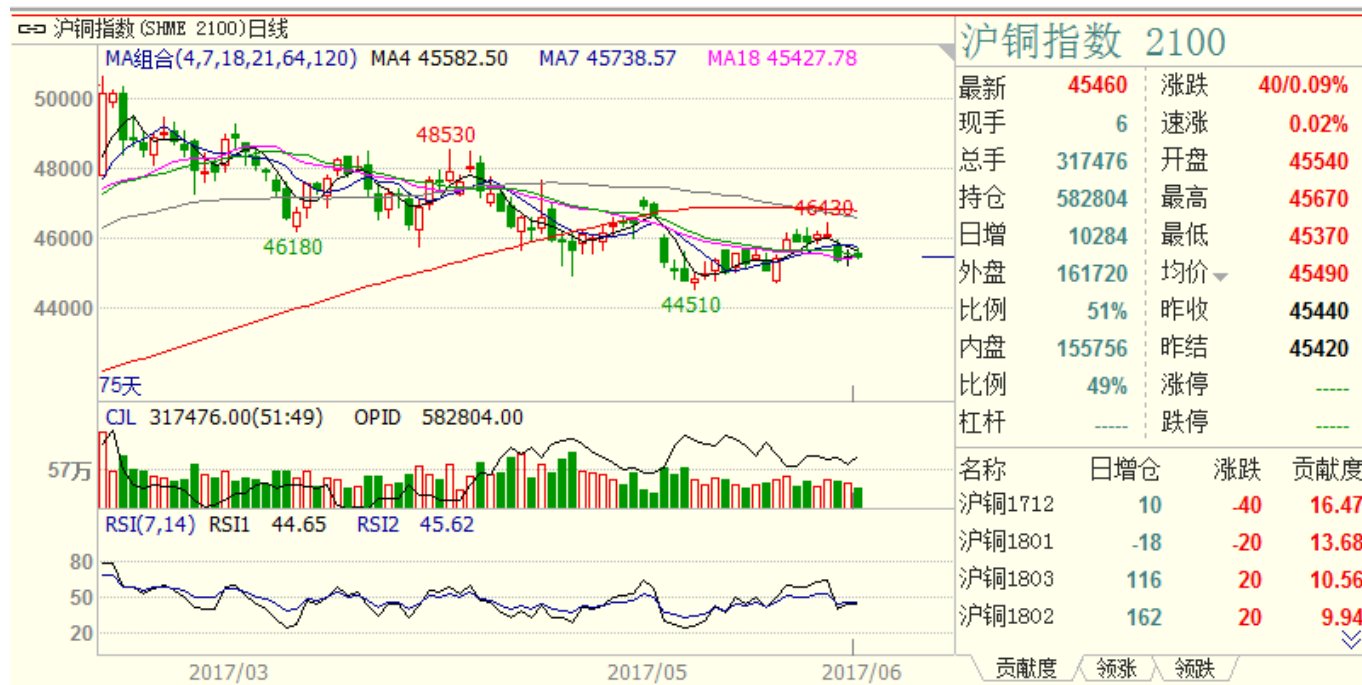 沪铜指数(SHME 2100)日线
MA组合(4,7,18,21,64,120) MA4 45582.50 MA7 45738.57 MA18 45427.78
50000
48000
46000
44000
48530
46180
46430
44510
75天
CJL 317476.00(51:49) OPID 582804.00
57万
RSI(7,14) RSI1 44.65 RSI2 45.62
80
50
20
2017/03 2017/05 2017/06
沪铜指数 2100
最新 45460 涨跌 40/0.09%
现手 6 速涨 0.02%
总手 317476 开盘 45540
持仓 582804 最高 45670
日增 10284 最低 45370
外盘 161720 均价 45490
比例 51% 昨收 45440
内盘 155756 昨结 45420
比例 49% 涨停 -----
杠杆 ----- 跌停 -----
名称 日增仓 涨跌 贡献度
沪铜1712 10 -40 16.47
沪铜1801 -18 -20 13.68
沪铜1803 116 20 10.56
沪铜1802 162 20 9.94
贡献度 领涨 领跌